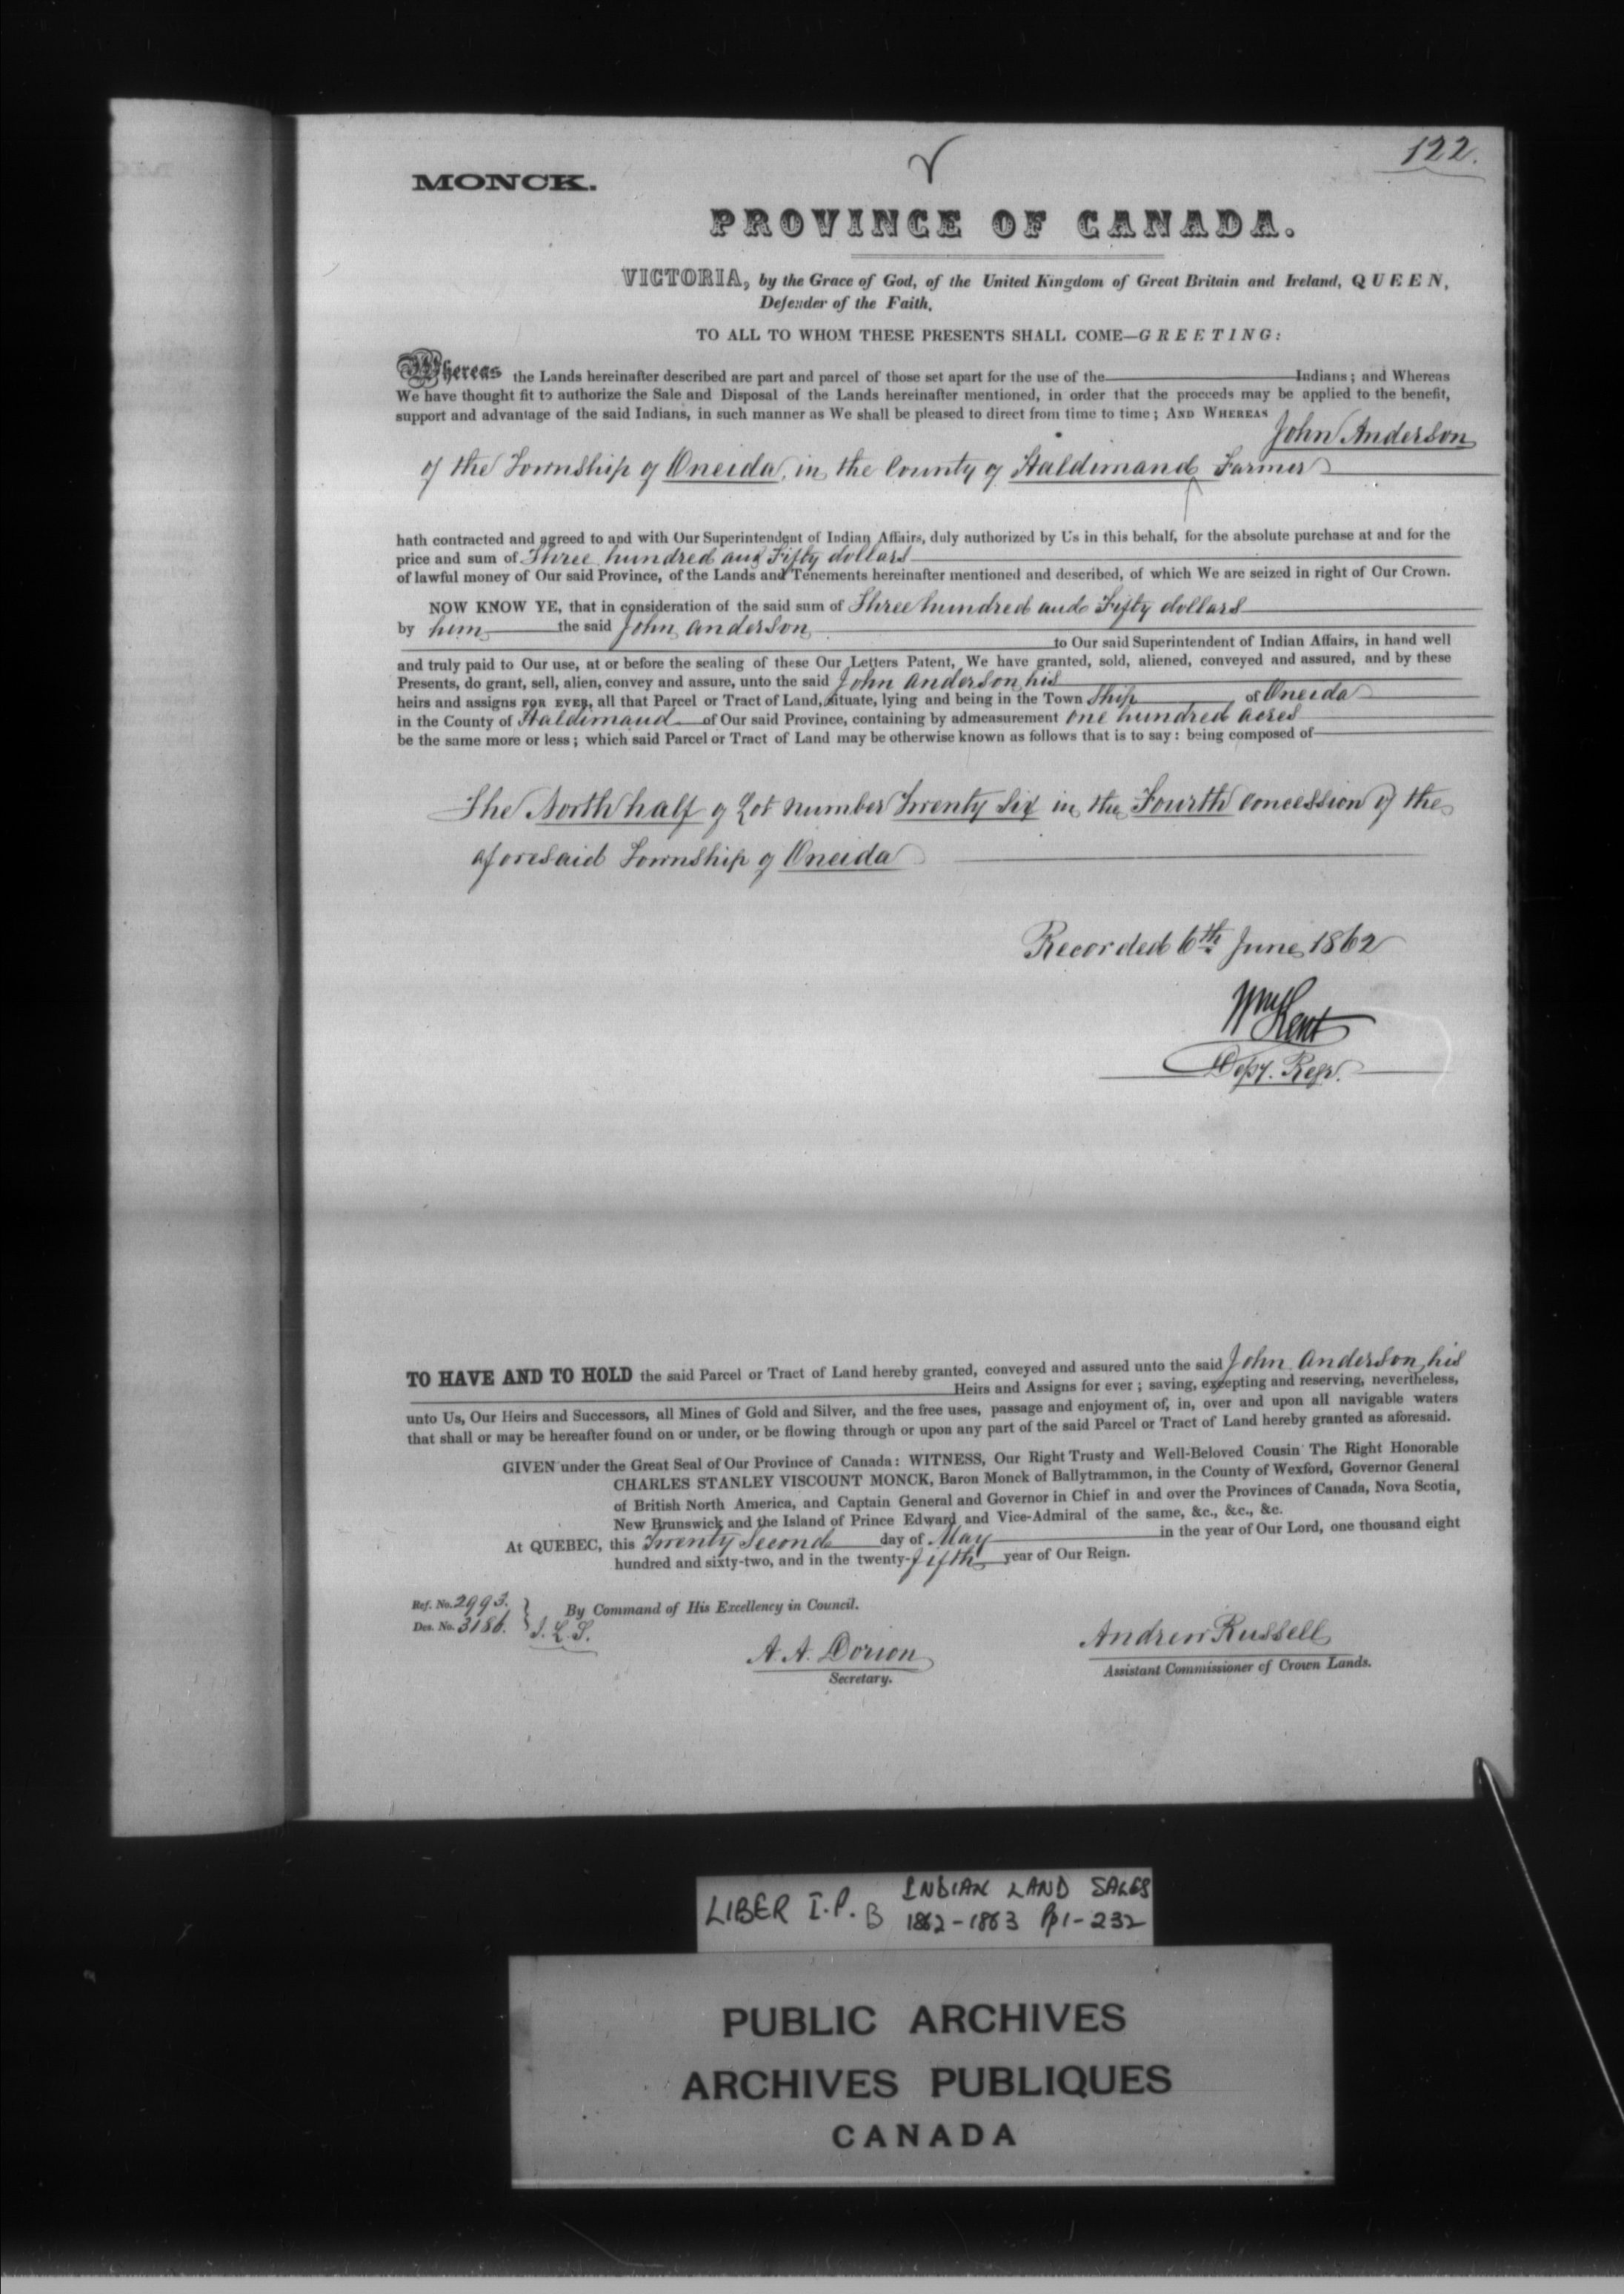 122.
MONCK.
PROVINCE OF CANADA.
VICTORIA, by the Grace of God, of the United Kingdom of Great Britain and Ireland, QUEEN,
Defender of the Faith,
TO ALL TO WHOM THESE PRESENTS SHALL COME—GREETING:
Whereas the Lands hereinafter described are part and parcel of those set apart for the use of the Indians; and Whereas
We have thought fit to authorize the Sale and Disposal of the Lands hereinafter mentioned, in order that the proceeds may be applied to the benefit,
support and advantage of the said Indians, in such manner as We shall be pleased to direct from time to time; AND WHEREAS
John Anderson
of the Township of Oneida, in the County of Haldimand Farmer
hath contracted and agreed to and with Our Superintendent of Indian Affairs, duly authorized by Us in this behalf, for the absolute purchase at and for the
price and sum of Three hundred and Fifty dollars
of lawful money of Our said Province, of the Lands and Tenements hereinafter mentioned and described, of which We are seized in right of Our Crown.
NOW KNOW YE, that in consideration of the said sum of Three hundred and Fifty dollars
by him the said John Anderson
to Our said Superintendent of Indian Affairs, in hand well
and truly paid to Our use, at or before the sealing of these Our Letters Patent, We have granted, sold, aliened, conveyed and assured, and by these
Presents, do grant, sell, alien, convey and assure, unto the said John Anderson, his
heirs and assigns FOR EVER, all that Parcel or Tract of Land, situate, lying and being in the Town ship of Oneida
in the County of Haldimand of Our said Province, containing by admeasurement one hundred acres
be the same more or less; which said Parcel or Tract of Land may be otherwise known as follows that is to say: being composed of
The North half of Lot number Twenty Six in the Fourth Concession of the
aforesaid Township of Oneida
Recorded 6th June, 1862
Wm Kent
Depy. Regr.
TO HAVE AND TO HOLD the said Parcel or Tract of Land hereby granted, conveyed and assured unto the said John Anderson, his
Heirs and Assigns for ever; saving, excepting and reserving, nevertheless,
unto Us, Our Heirs and Successors, all Mines of Gold and Silver, and the free uses, passage and enjoyment of, in, over and upon all navigable waters
that shall or may be hereafter found on or under, or be flowing through or upon any part of the said Parcel or Tract of Land hereby granted as aforesaid.
GIVEN under the Great Seal of Our Province of Canada: WITNESS, Our Right Trusty and Well-Beloved Cousin The Right Honorable
CHARLES STANLEY VISCOUNT MONCK, Baron Monck of Ballytrammon, in the County of Wexford, Governor General
of British North America, and Captain General and Governor in Chief in and over the Provinces of Canada, Nova Scotia,
New Brunswick and the Island of Prince Edward and Vice-Admiral of the same, &c., &c., &c.
At QUEBEC, this Twenty Second day of May in the year of Our Lord, one thousand eight
hundred and sixty-two, and in the twenty-fifth year of Our Reign.
Ref. No. 2993.
Des. No. 3186.
By Command of His Excellency in Council.
A. A. Dorion
Secretary.
Andrew Russell
Assistant Commissioner of Crown Lands.
LIBER I.P. B INDIAN LAND SALES
1862-1863 Pp 1-232
PUBLIC ARCHIVES
ARCHIVES PUBLIQUES
CANADA